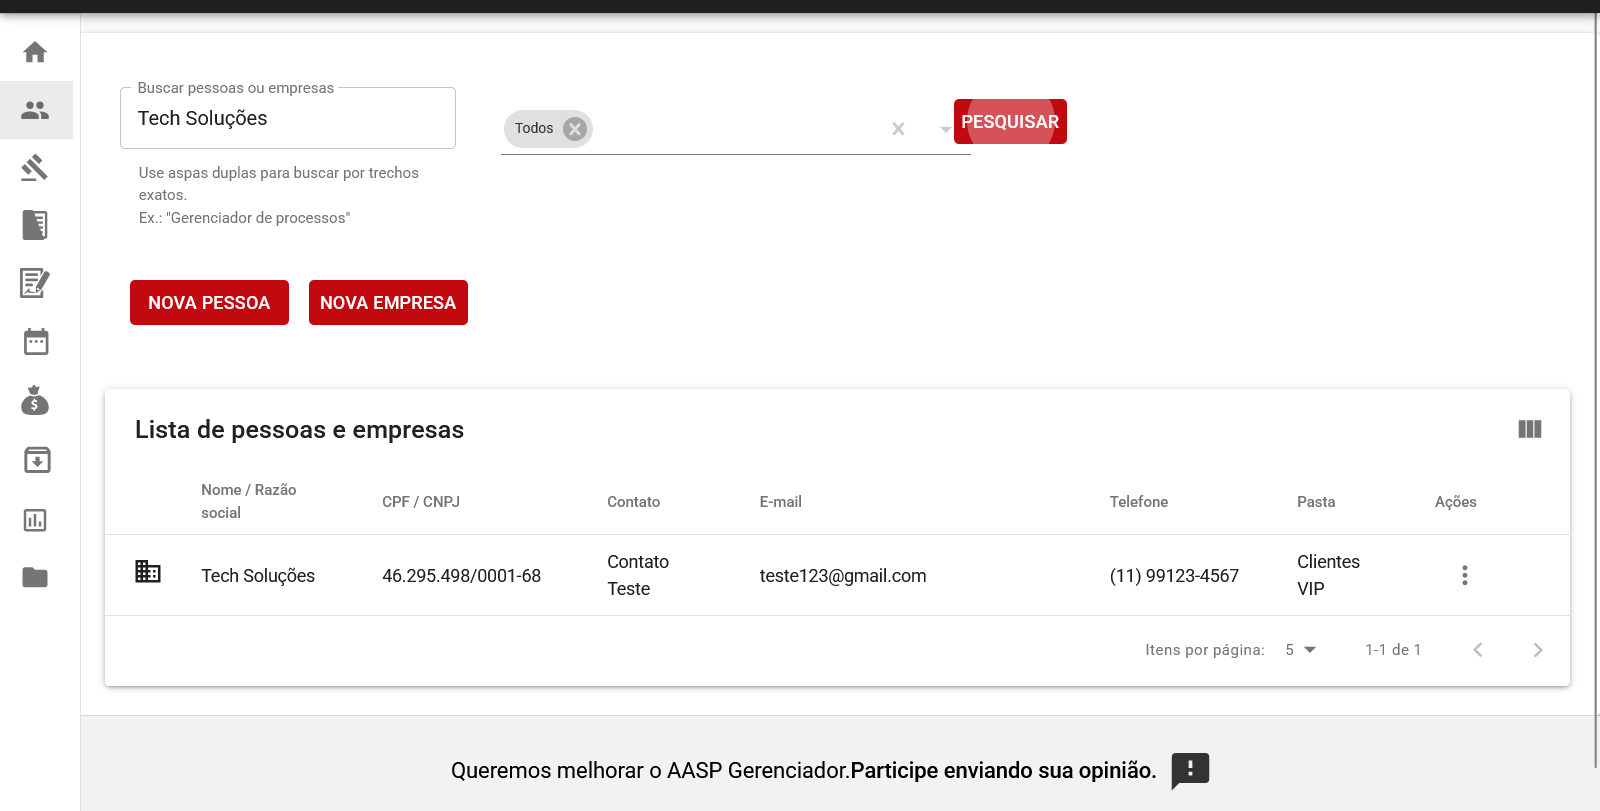 Buscar pessoas ou empresas
Tech Soluções
Todos
PESQUISAR
Use aspas duplas para buscar por trechos
exatos.
Ex.: "Gerenciador de processos"
NOVA PESSOA
NOVA EMPRESA
Lista de pessoas e empresas
Nome / Razão
social
CPF / CNPJ
Contato
E-mail
Telefone
Pasta
Ações
Tech Soluções
46.295.498/0001-68
Contato
Teste
teste123@gmail.com
(11) 99123-4567
Clientes
VIP
Itens por página:
5
1-1 de 1
Queremos melhorar o AASP Gerenciador.Participe enviando sua opinião.